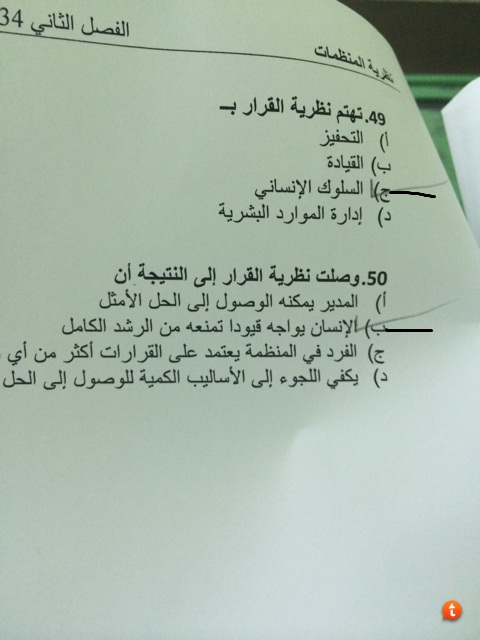 نظرية المنظمات
الفصل الثاني 34
49. تهتم نظرية القرار بـ
أ) التحفيز
ب) القيادة
ج) السلوك الإنساني
د) إدارة الموارد البشرية
50. وصلت نظرية القرار إلى النتيجة أن
أ) المدير يمكنه الوصول إلى الحل الأمثل
ب) الإنسان يواجه قيودا تمنعه من الرشد الكامل
ج) الفرد في المنظمة يعتمد على القرارات أكثر من أي
د) يكفي اللجوء إلى الأساليب الكمية للوصول إلى الحل
t